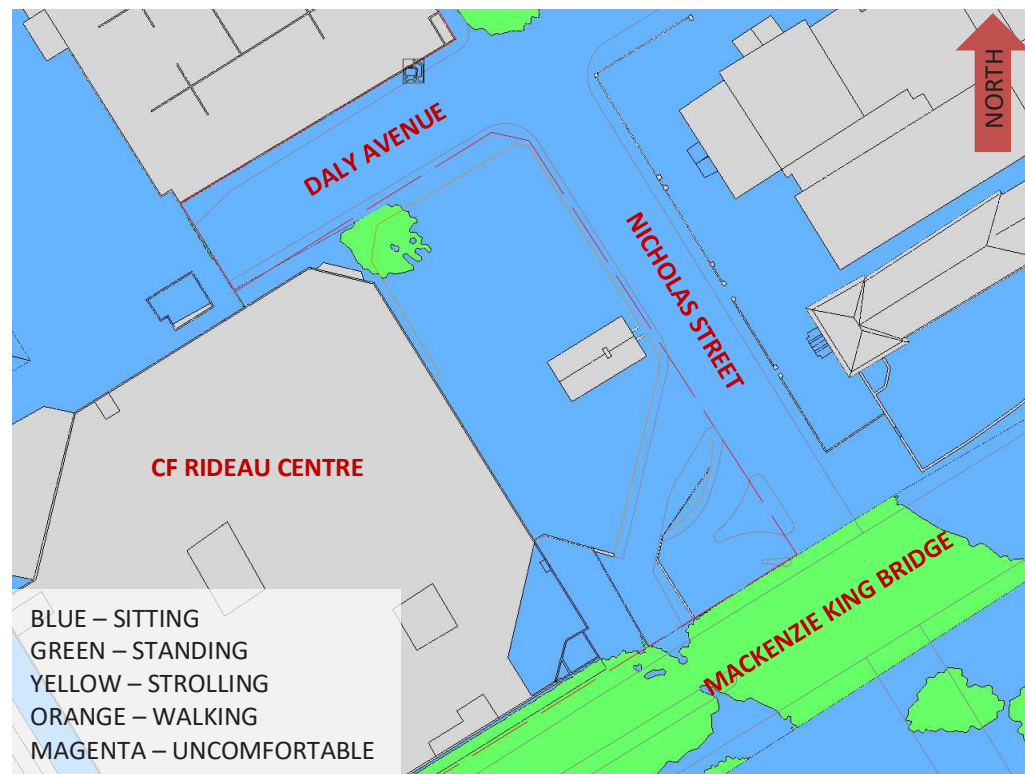 NORTH
DALY AVENUE
NICHOLAS STREET
CF RIDEAU CENTRE
MACKENZIE KING BRIDGE
BLUE – SITTING
GREEN – STANDING
YELLOW – STROLLING
ORANGE – WALKING
MAGENTA – UNCOMFORTABLE